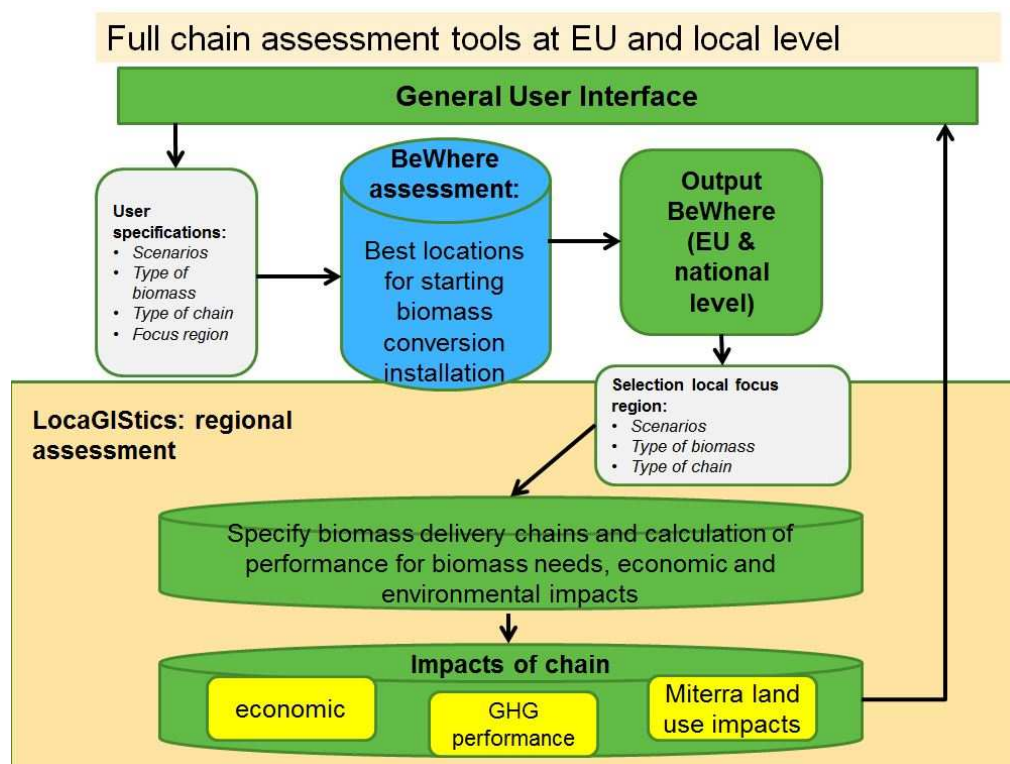 Full chain assessment tools at EU and local level
General User Interface
User
specifications:
• Scenarios
• Type of
biomass
• Type of chain
• Focus region
BeWhere
assessment:
Best locations
for starting
biomass
conversion
installation
Output
BeWhere
(EU &
national
level)
Selection local focus
region:
• Scenarios
• Type of biomass
• Type of chain
LocaGIStics: regional
assessment
Specify biomass delivery chains and calculation of
performance for biomass needs, economic and
environmental impacts
Impacts of chain
economic
GHG
performance
Miterra land
use impacts